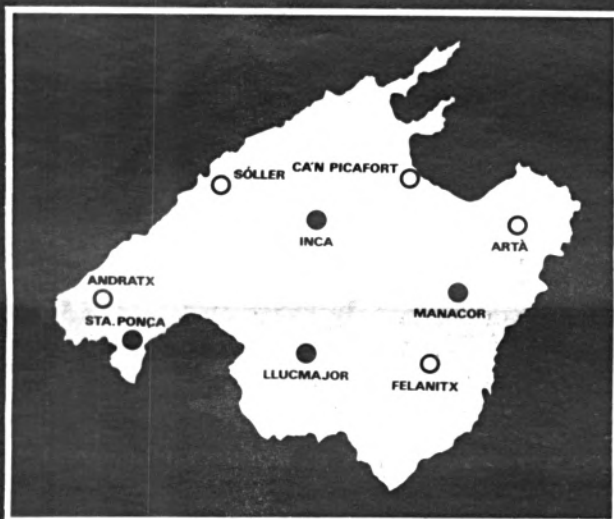 SÓLLER
CA'N PICAFORT
INCA
ARTÀ
ANDRATX
MANACOR
STA. PONÇA
LLUCMAJOR
FELANITX